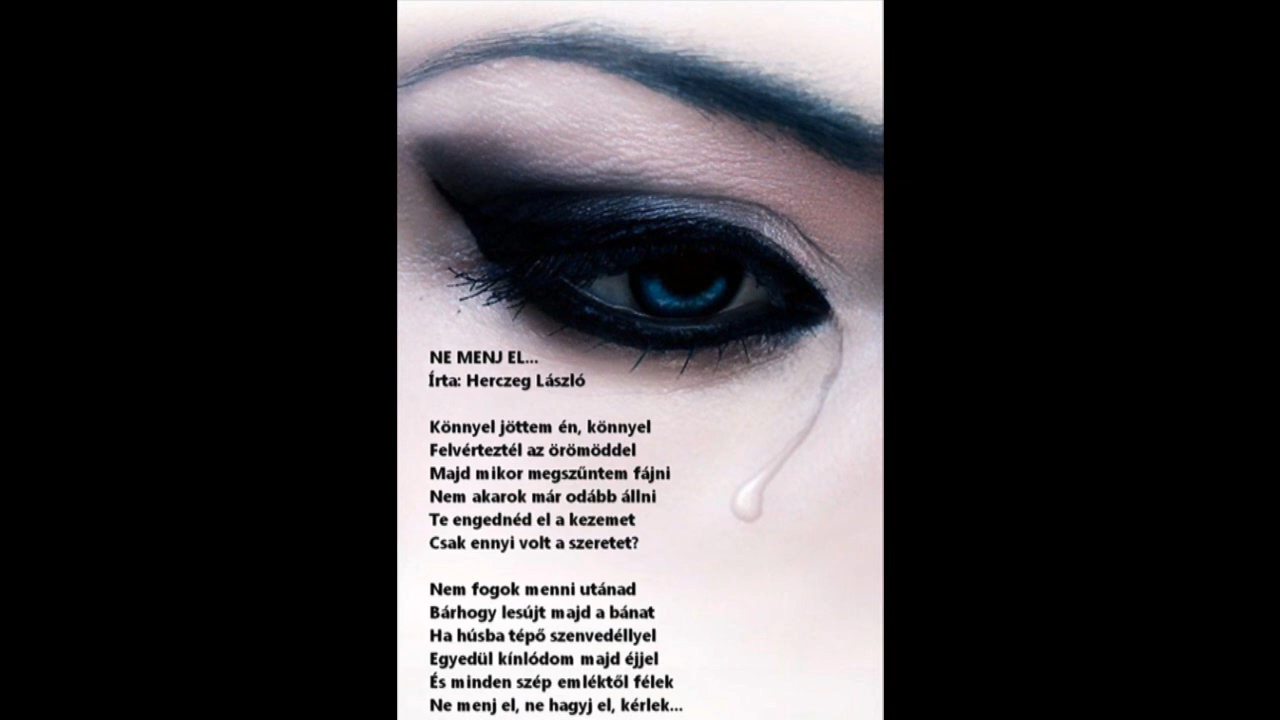 NE MENJ EL...
Írta: Herczeg László
Könnyel jöttem én, könnyel
Felvérteztél az örömöddel
Majd mikor megszűntem fájni
Nem akarok már odább állni
Te engednéd el a kezemet
Csak ennyi volt a szeretet?
Nem fogok menni utánad
Bárhogy lesújt majd a bánat
Ha húsba tépő szenvedéllyel
Egyedül kínlódom majd éjjel
És minden szép emléktől félek
Ne menj el, ne hagyj el, kérlek...